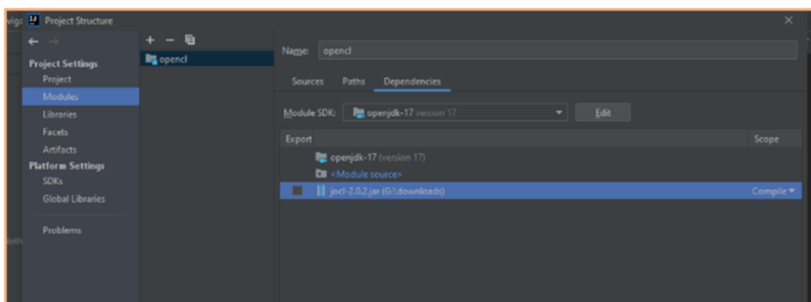 Project Structure
Project Settings
Project
Modules
Libraries
Facets
Artifacts
Platform Settings
SDKs
Global Libraries
Problems
opencl
Name: opencl
Sources Paths Dependencies
Module SDK: openjdk-17 version 17 Edit
Export Scope
openjdk-17 (version 17)
<Module source>
jocl-2.0.2.jar (G:\downloads) Compile